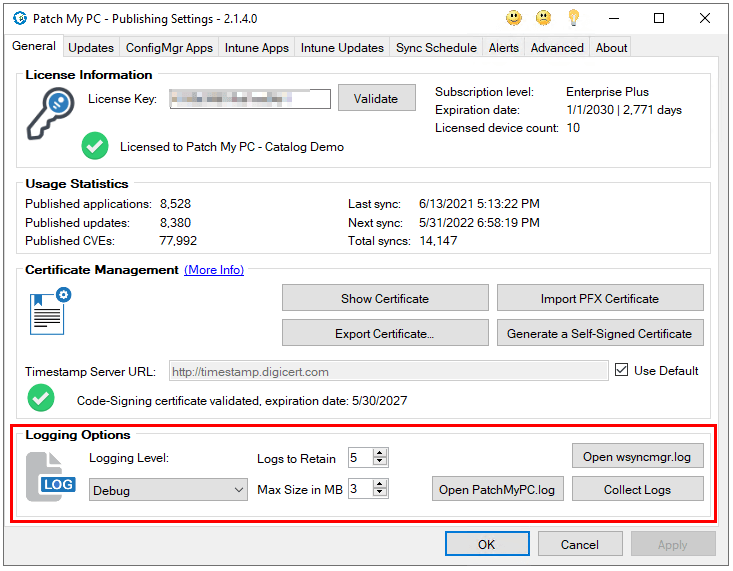 Patch My PC - Publishing Settings - 2.1.4.0
General Updates ConfigMgr Apps Intune Apps Intune Updates Sync Schedule Alerts Advanced About
License Information
License Key: Validate
Subscription level: Enterprise Plus
Expiration date: 1/1/2030 | 2,771 days
Licensed device count: 10
Licensed to Patch My PC - Catalog Demo
Usage Statistics
Published applications: 8,528 Last sync: 6/13/2021 5:13:22 PM
Published updates: 8,380 Next sync: 5/31/2022 6:58:19 PM
Published CVEs: 77,992 Total syncs: 14,147
Certificate Management (More Info)
Show Certificate Import PFX Certificate
Export Certificate... Generate a Self-Signed Certificate
Timestamp Server URL: http://timestamp.digicert.com Use Default
Code-Signing certificate validated, expiration date: 5/30/2027
Logging Options
Logging Level: Logs to Retain 5 Open wsyncmgr.log
LOG Debug Max Size in MB 3 Open PatchMyPC.log Collect Logs
OK Cancel Apply